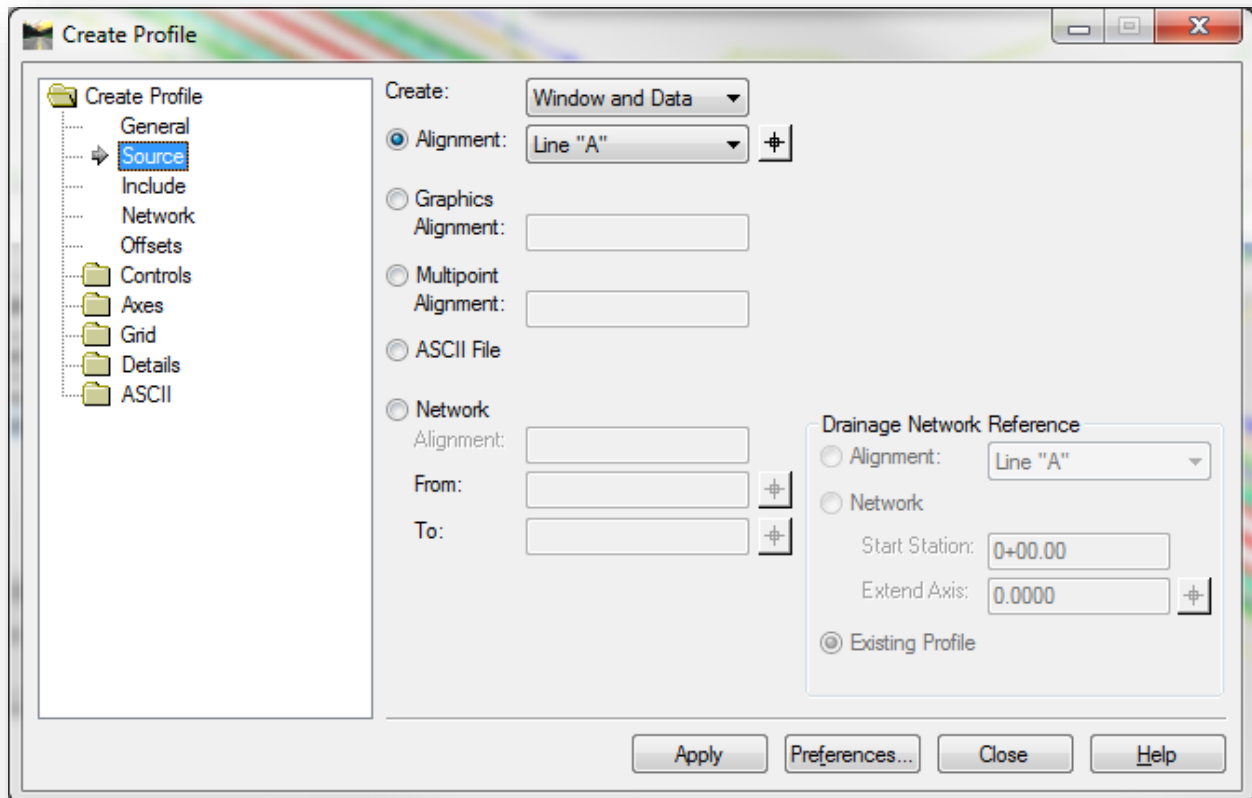 Create Profile
Create Profile
General
Source
Include
Network
Offsets
Controls
Axes
Grid
Details
ASCII
Create: Window and Data
Alignment: Line "A"
Graphics
Alignment:
Multipoint
Alignment:
ASCII File
Network
Alignment:
From:
To:
Drainage Network Reference
Alignment: Line "A"
Network
Start Station: 0+00.00
Extend Axis: 0.0000
Existing Profile
Apply Preferences... Close Help